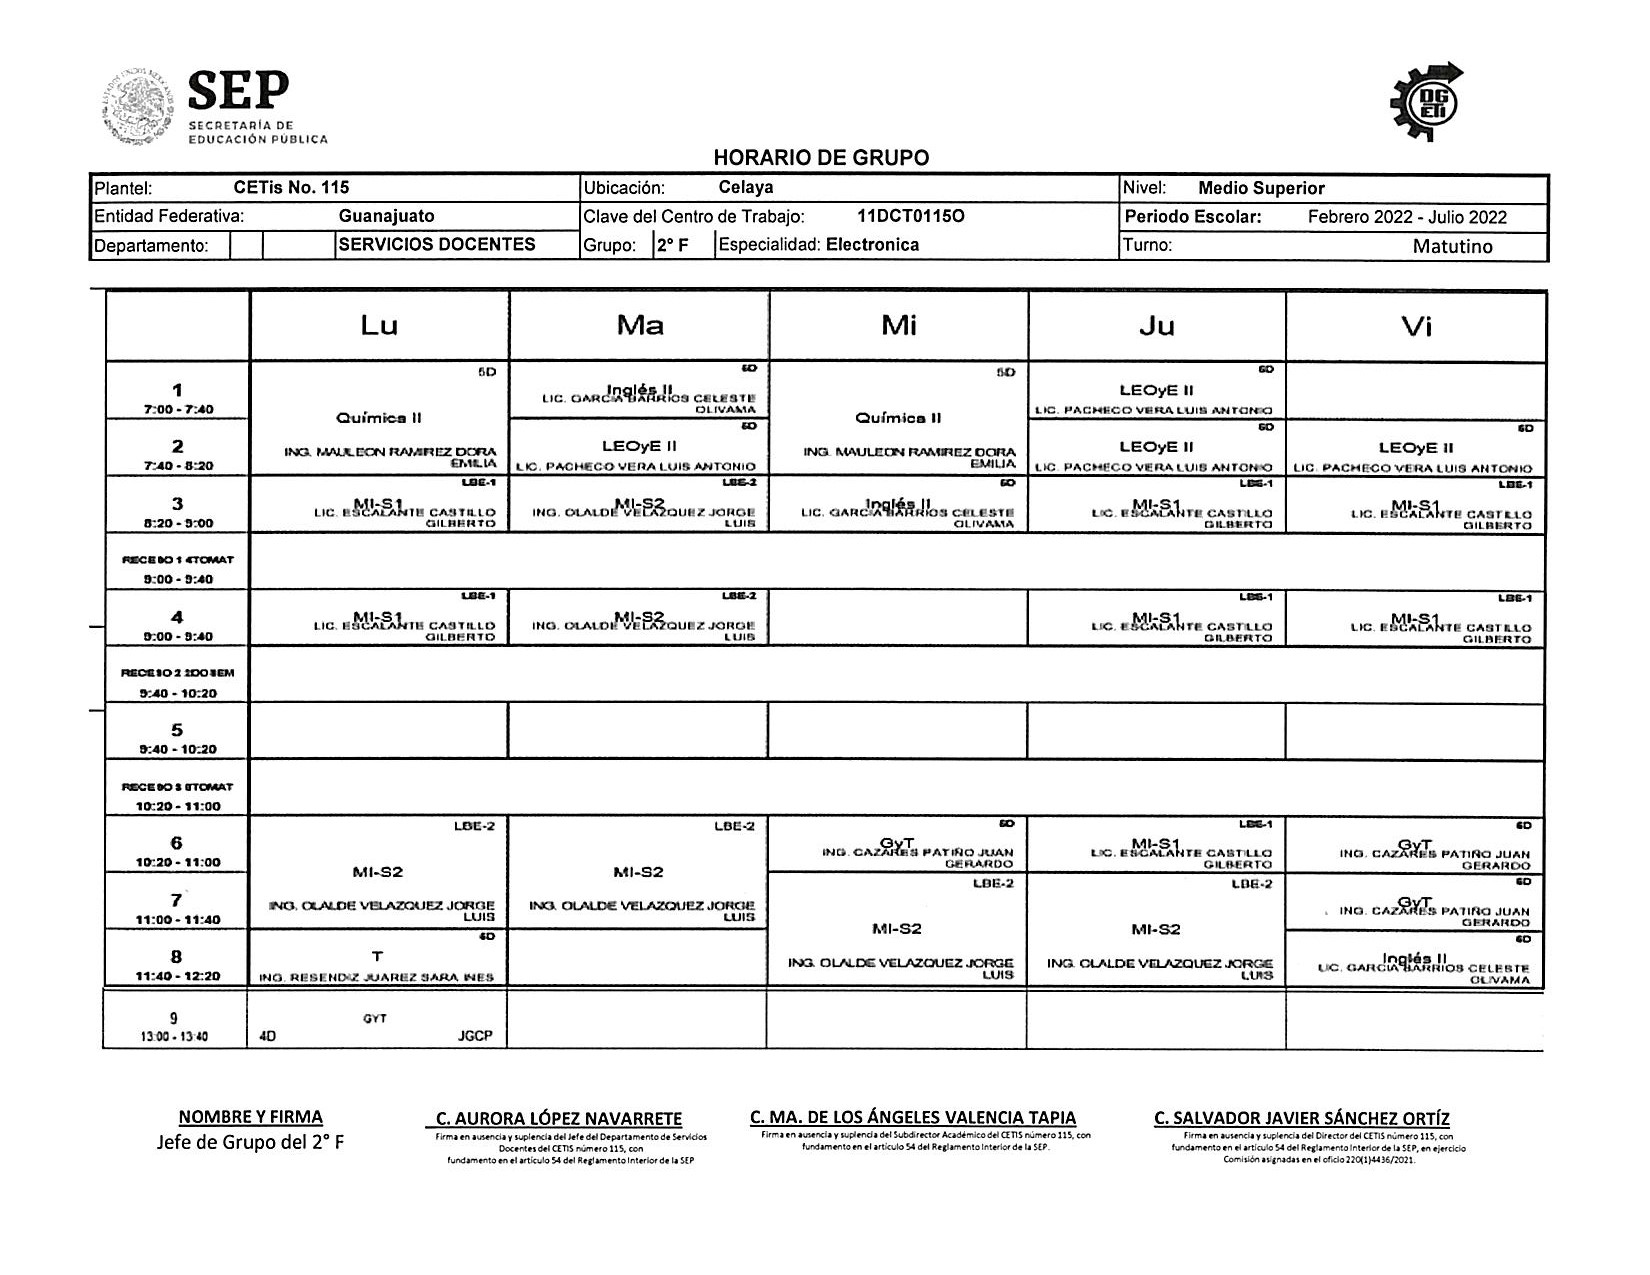 SEP
SECRETARÍA DE
EDUCACIÓN PÚBLICA
DG
ETI
HORARIO DE GRUPO
Plantel: CETis No. 115 Ubicación: Celaya Nivel: Medio Superior
Entidad Federativa: Guanajuato Clave del Centro de Trabajo: 11DCT0115O Periodo Escolar: Febrero 2022 - Julio 2022
Departamento: SERVICIOS DOCENTES Grupo: 2° F Especialidad: Electronica Turno: Matutino
Lu Ma Mi Ju Vi
1
7:00 - 7:40
2
7:40 - 8:20
5D
Química II
ING. MAULEON RAMIREZ DORA
EMILIA
6D
Inglés II
LIC. GARCIA BARRIOS CELESTE
OLIVAMA
6D
LEOyE II
LIC. PACHECO VERA LUIS ANTONIO
5D
Química II
ING. MAULEON RAMIREZ DORA
EMILIA
6D
LEOyE II
LIC. PACHECO VERA LUIS ANTONIO
6D
LEOyE II
LIC. PACHECO VERA LUIS ANTONIO
6D
LEOyE II
LIC. PACHECO VERA LUIS ANTONIO
3
8:20 - 9:00
LBE-1
MI-S1
LIC. ESCALANTE CASTILLO
GILBERTO
LBE-2
MI-S2
ING. OLALDE VELAZQUEZ JORGE
LUIS
6D
Inglés II
LIC. GARCIA BARRIOS CELESTE
OLIVAMA
LBE-1
MI-S1
LIC. ESCALANTE CASTILLO
GILBERTO
LBE-1
MI-S1
LIC. ESCALANTE CASTILLO
GILBERTO
RECESO 1 4TOMAT
9:00 - 9:40
4
9:00 - 9:40
LBE-1
MI-S1
LIC. ESCALANTE CASTILLO
GILBERTO
LBE-2
MI-S2
ING. OLALDE VELAZQUEZ JORGE
LUIS
LBE-1
MI-S1
LIC. ESCALANTE CASTILLO
GILBERTO
LBE-1
MI-S1
LIC. ESCALANTE CASTILLO
GILBERTO
RECESO 2 2DOSEM
9:40 - 10:20
5
9:40 - 10:20
RECESO 3 6TOMAT
10:20 - 11:00
6
10:20 - 11:00
7
11:00 - 11:40
8
11:40 - 12:20
LBE-2
MI-S2
ING. OLALDE VELAZQUEZ JORGE
LUIS
6D
T
ING. RESENDIZ JUAREZ SARA INES
LBE-2
MI-S2
ING. OLALDE VELAZQUEZ JORGE
LUIS
6D
GyT
ING. CAZARES PATIÑO JUAN
GERARDO
LBE-2
MI-S2
ING. OLALDE VELAZQUEZ JORGE
LUIS
LBE-1
MI-S1
LIC. ESCALANTE CASTILLO
GILBERTO
LBE-2
MI-S2
ING. OLALDE VELAZQUEZ JORGE
LUIS
6D
GyT
ING. CAZARES PATIÑO JUAN
GERARDO
6D
GyT
ING. CAZARES PATIÑO JUAN
GERARDO
6D
Inglés II
LIC. GARCIA BARRIOS CELESTE
OLIVAMA
9
13:00 - 13:40
GYT
4D JGCP
NOMBRE Y FIRMA
Jefe de Grupo del 2° F
C. AURORA LÓPEZ NAVARRETE
Firma en ausencia y suplencia del Jefe del Departamento de Servicios
Docentes del CETIS número 115, con
fundamento en el artículo 54 del Reglamento Interior de la SEP
C. MA. DE LOS ÁNGELES VALENCIA TAPIA
Firma en ausencia y suplencia del Subdirector Académico del CETIS número 115, con
fundamento en el artículo 54 del Reglamento Interior de la SEP.
C. SALVADOR JAVIER SÁNCHEZ ORTÍZ
Firma en ausencia y suplencia del Director del CETIS número 115, con
fundamento en el artículo 54 del Reglamento Interior de la SEP, en ejercicio
Comisión asignadas en el oficio 220(1)4436/2021.